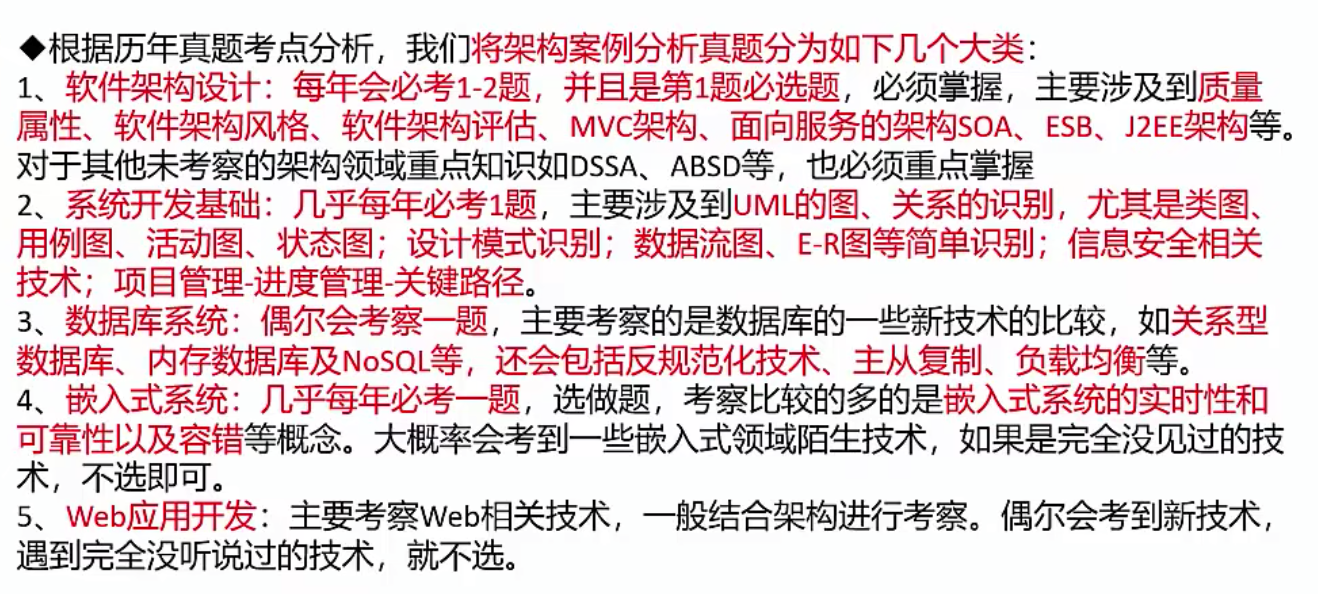 ◆根据历年真题考点分析，我们将架构案例分析真题分为如下几个大类：
1、软件架构设计：每年会必考1-2题，并且是第1题必选题，必须掌握，主要涉及到质量
属性、软件架构风格、软件架构评估、MVC架构、面向服务的架构SOA、ESB、J2EE架构等。
对于其他未考察的架构领域重点知识如DSSA、ABSD等，也必须重点掌握
2、系统开发基础：几乎每年必考1题，主要涉及到UML的图、关系的识别，尤其是类图、
用例图、活动图、状态图；设计模式识别；数据流图、E-R图等简单识别；信息安全相关
技术；项目管理-进度管理-关键路径。
3、数据库系统：偶尔会考察一题，主要考察的是数据库的一些新技术的比较，如关系型
数据库、内存数据库及NoSQL等，还会包括反规范化技术、主从复制、负载均衡等。
4、嵌入式系统：几乎每年必考一题，选做题，考察比较的多的是嵌入式系统的实时性和
可靠性以及容错等概念。大概率会考到一些嵌入式领域陌生技术，如果是完全没见过的技
术，不选即可。
5、Web应用开发：主要考察Web相关技术，一般结合架构进行考察。偶尔会考到新技术，
遇到完全没听说过的技术，就不选。